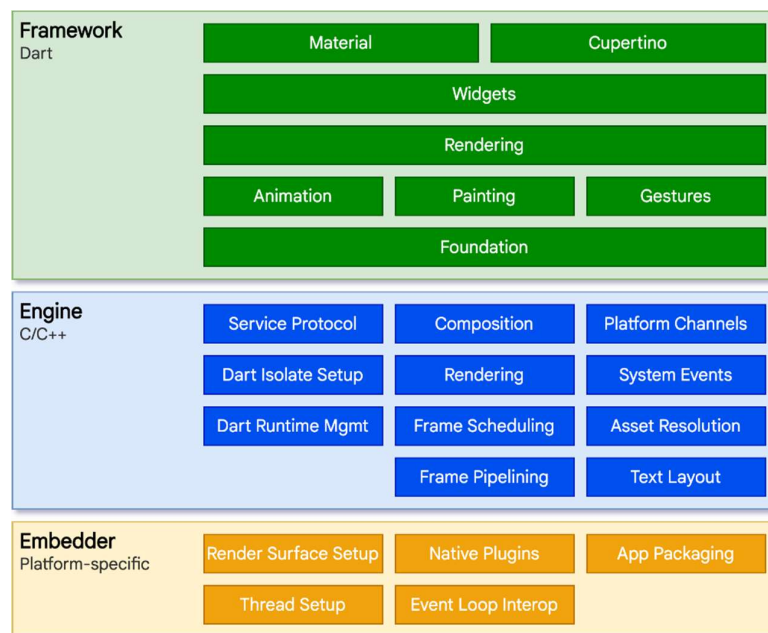 Framework
Dart
Material Cupertino
Widgets
Rendering
Animation Painting Gestures
Foundation
Engine
C/C++
Service Protocol Composition Platform Channels
Dart Isolate Setup Rendering System Events
Dart Runtime Mgmt Frame Scheduling Asset Resolution
Frame Pipelining Text Layout
Embedder
Platform-specific
Render Surface Setup Native Plugins App Packaging
Thread Setup Event Loop Interop